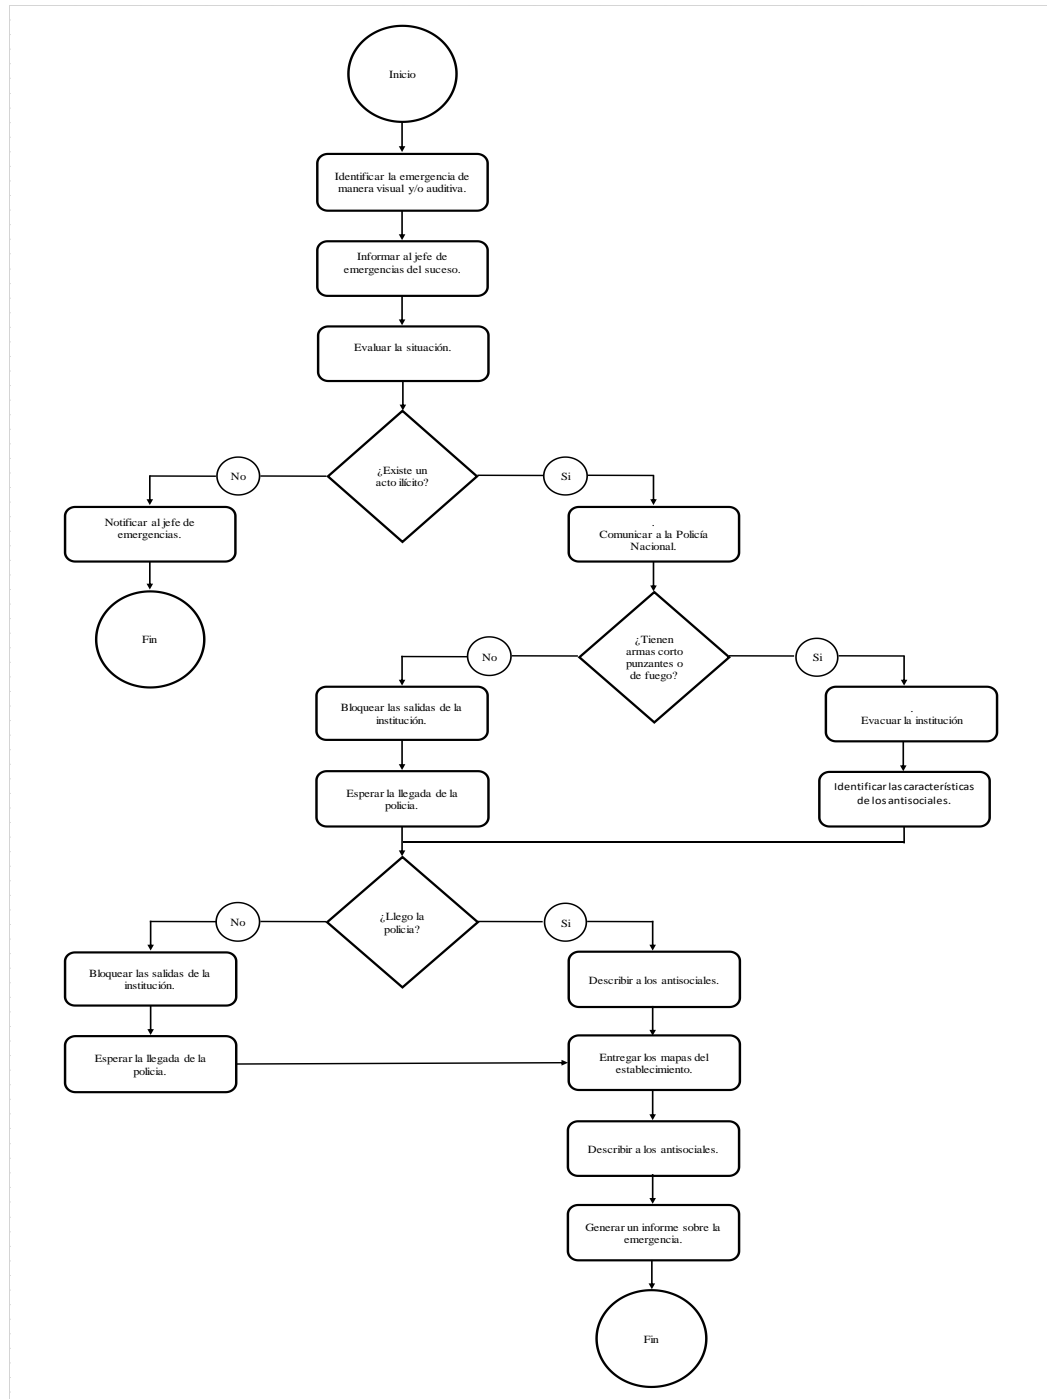 Inicio
Identificar la emergencia de
manera visual y/o auditiva.
Informar al jefe de
emergencias del suceso.
Evaluar la situación.
¿Existe un
acto ilícito?
No
Si
Notificar al jefe de
emergencias.
.
Comunicar a la Policía
Nacional.
Fin
¿Tienen
armas corto
punzantes o
de fuego?
No
Si
Bloquear las salidas de la
institución.
.
Evacuar la institución
Esperar la llegada de la
policia.
Identificar las características
de los antisociales.
¿Llego la
policia?
No
Si
Bloquear las salidas de la
institución.
Describir a los antisociales.
Esperar la llegada de la
policia.
Entregar los mapas del
establecimiento.
Describir a los antisociales.
Generar un informe sobre la
emergencia.
Fin